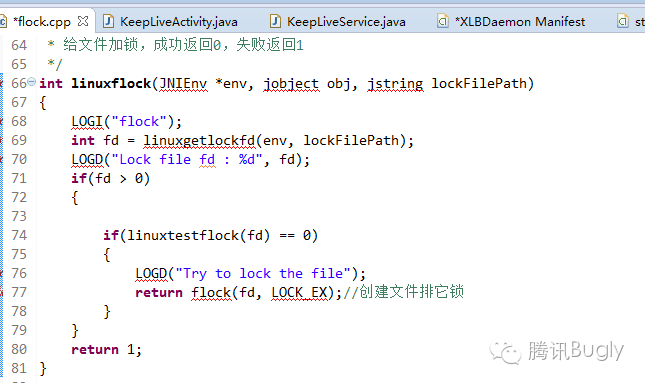 *flock.cpp KeepLiveActivity.java KeepLiveService.java *XLBDaemon Manifest st
64 * 给文件加锁，成功返回0，失败返回1
65 */
66 int linuxflock(JNIEnv *env, jobject obj, jstring lockFilePath)
67 {
68 LOGI("flock");
69 int fd = linuxgetlockfd(env, lockFilePath);
70 LOGD("Lock file fd : %d", fd);
71 if(fd > 0)
72 {
73
74 if(linuxtestflock(fd) == 0)
75 {
76 LOGD("Try to lock the file");
77 return flock(fd, LOCK_EX);//创建文件排它锁
78 }
79 }
80 return 1;
81 }
腾讯Bugly